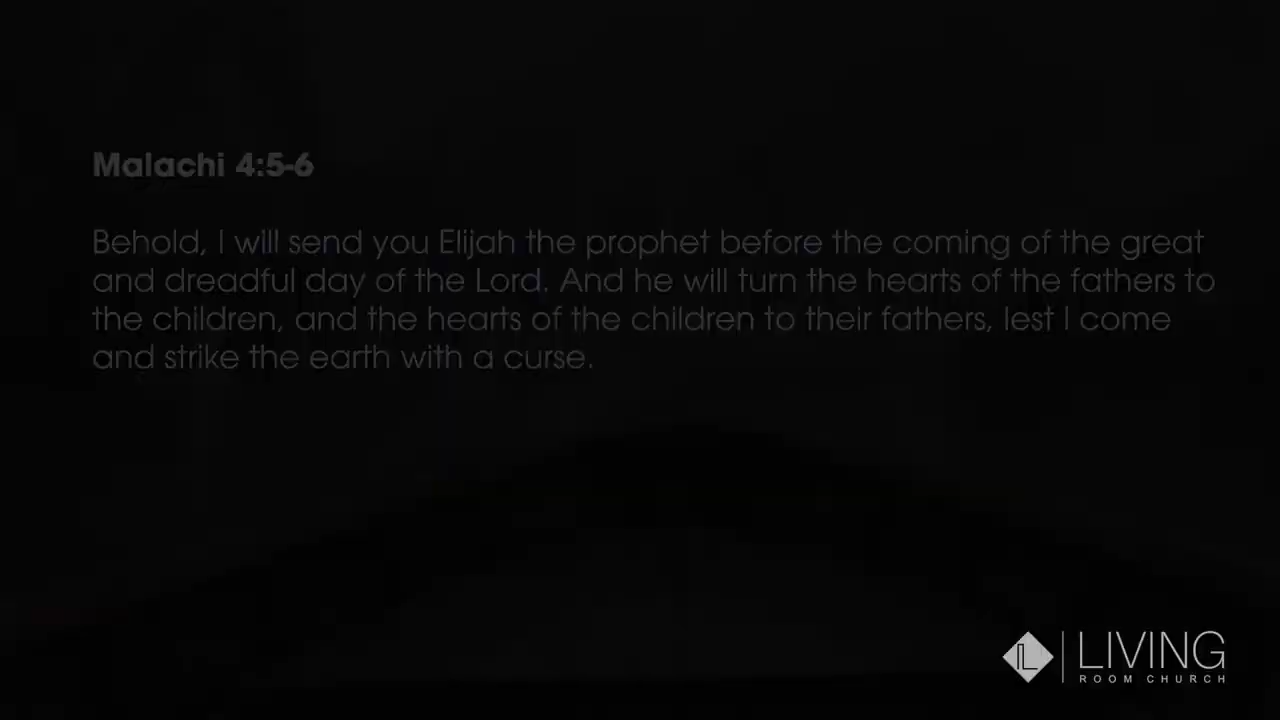 Malachi 4:5-6
Behold, I will send you Elijah the prophet before the coming of the great
and dreadful day of the Lord. And he will turn the hearts of the fathers to
the children, and the hearts of the children to their fathers, lest I come
and strike the earth with a curse.
LIVING
ROOM CHURCH